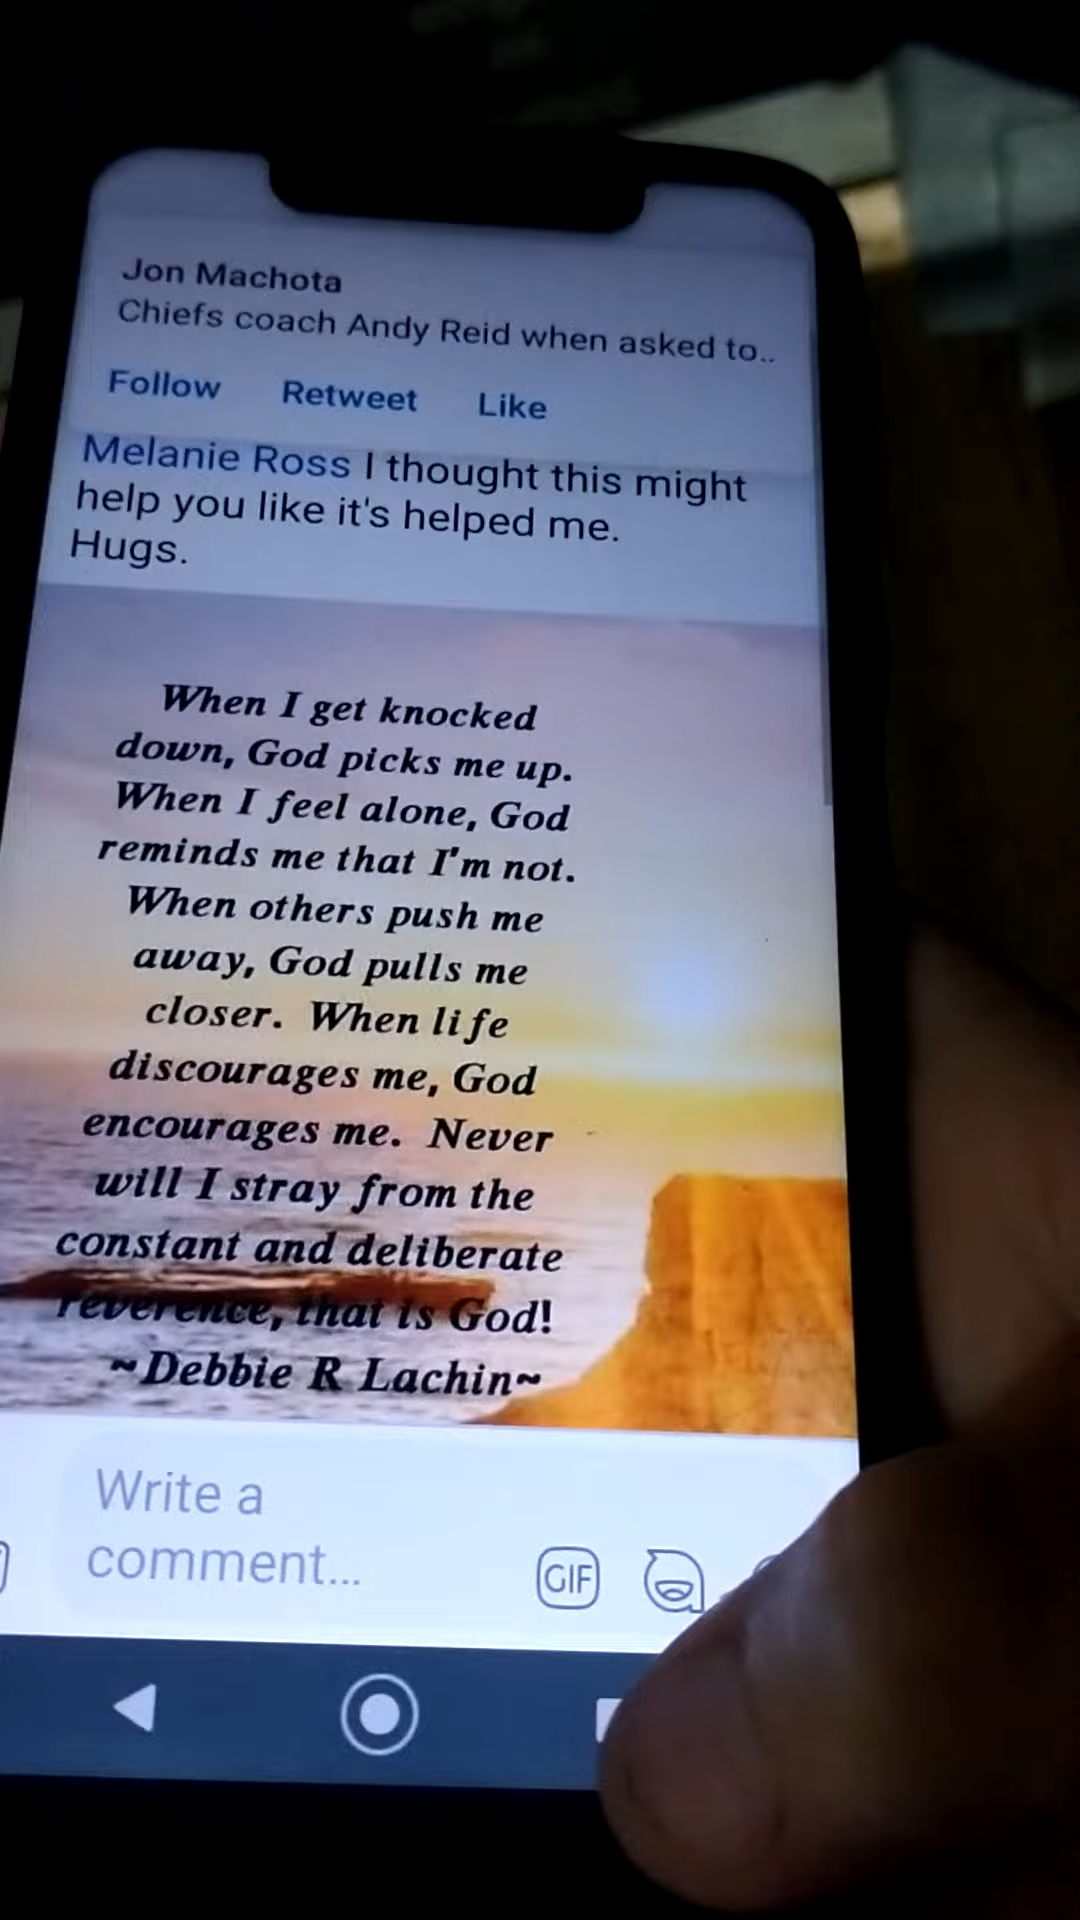 Jon Machota
Chiefs coach Andy Reid when asked to..
Follow Retweet Like
Melanie Ross I thought this might
help you like it's helped me.
Hugs.
When I get knocked
down, God picks me up.
When I feel alone, God
reminds me that I'm not.
When others push me
away, God pulls me
closer. When life
discourages me, God
encourages me. Never
will I stray from the
constant and deliberate
reverence, that is God!
~Debbie R Lachin~
Write a
comment...
GIF